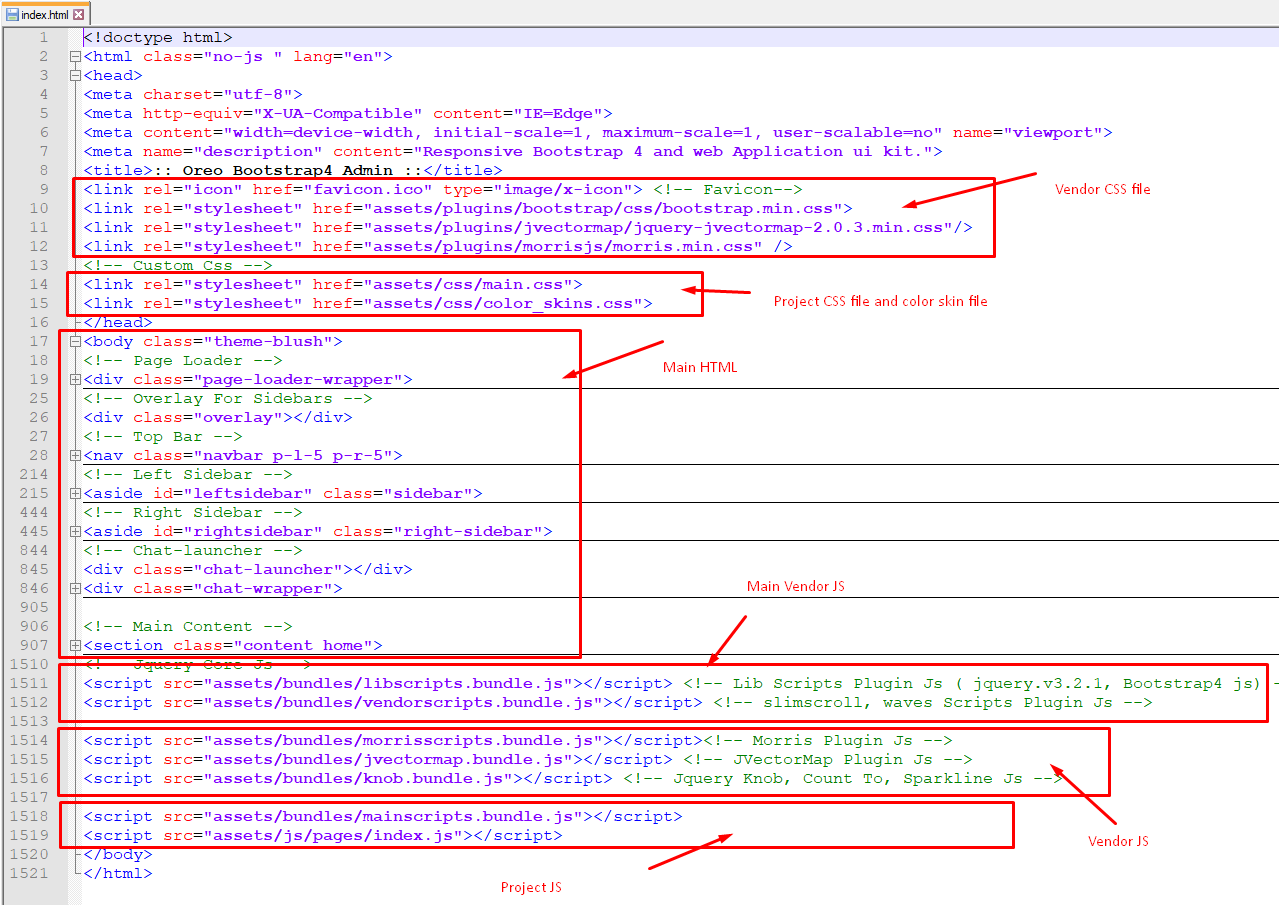 index.html
1 <!doctype html>
2 <html class="no-js " lang="en">
3 <head>
4 <meta charset="utf-8">
5 <meta http-equiv="X-UA-Compatible" content="IE=Edge">
6 <meta content="width=device-width, initial-scale=1, maximum-scale=1, user-scalable=no" name="viewport">
7 <meta name="description" content="Responsive Bootstrap 4 and web Application ui kit.">
8 <title>:: Oreo Bootstrap4 Admin ::</title>
9 <link rel="icon" href="favicon.ico" type="image/x-icon"> <!-- Favicon-->
Vendor CSS file
10 <link rel="stylesheet" href="assets/plugins/bootstrap/css/bootstrap.min.css">
11 <link rel="stylesheet" href="assets/plugins/jvectormap/jquery-jvectormap-2.0.3.min.css"/>
12 <link rel="stylesheet" href="assets/plugins/morrisjs/morris.min.css" />
13 <!-- Custom Css -->
14 <link rel="stylesheet" href="assets/css/main.css">
15 <link rel="stylesheet" href="assets/css/color_skins.css">
Project CSS file and color skin file
16 </head>
17 <body class="theme-blush">
18 <!-- Page Loader -->
Main HTML
19 <div class="page-loader-wrapper">
25 <!-- Overlay For Sidebars -->
26 <div class="overlay"></div>
27 <!-- Top Bar -->
28 <nav class="navbar p-l-5 p-r-5">
214 <!-- Left Sidebar -->
215 <aside id="leftsidebar" class="sidebar">
444 <!-- Right Sidebar -->
445 <aside id="rightsidebar" class="right-sidebar">
844 <!-- Chat-launcher -->
845 <div class="chat-launcher"></div>
846 <div class="chat-wrapper">
Main Vendor JS
905
906 <!-- Main Content -->
907 <section class="content home">
1510 <!-- Jquery Core Js -->
1511 <script src="assets/bundles/libscripts.bundle.js"></script> <!-- Lib Scripts Plugin Js ( jquery.v3.2.1, Bootstrap4 js) -
1512 <script src="assets/bundles/vendorscripts.bundle.js"></script> <!-- slimscroll, waves Scripts Plugin Js -->
1513
1514 <script src="assets/bundles/morrisscripts.bundle.js"></script><!-- Morris Plugin Js -->
1515 <script src="assets/bundles/jvectormap.bundle.js"></script> <!-- JVectorMap Plugin Js -->
1516 <script src="assets/bundles/knob.bundle.js"></script> <!-- Jquery Knob, Count To, Sparkline Js -->
1517
1518 <script src="assets/bundles/mainscripts.bundle.js"></script>
1519 <script src="assets/js/pages/index.js"></script>
Vendor JS
1520 </body>
1521 </html>
Project JS